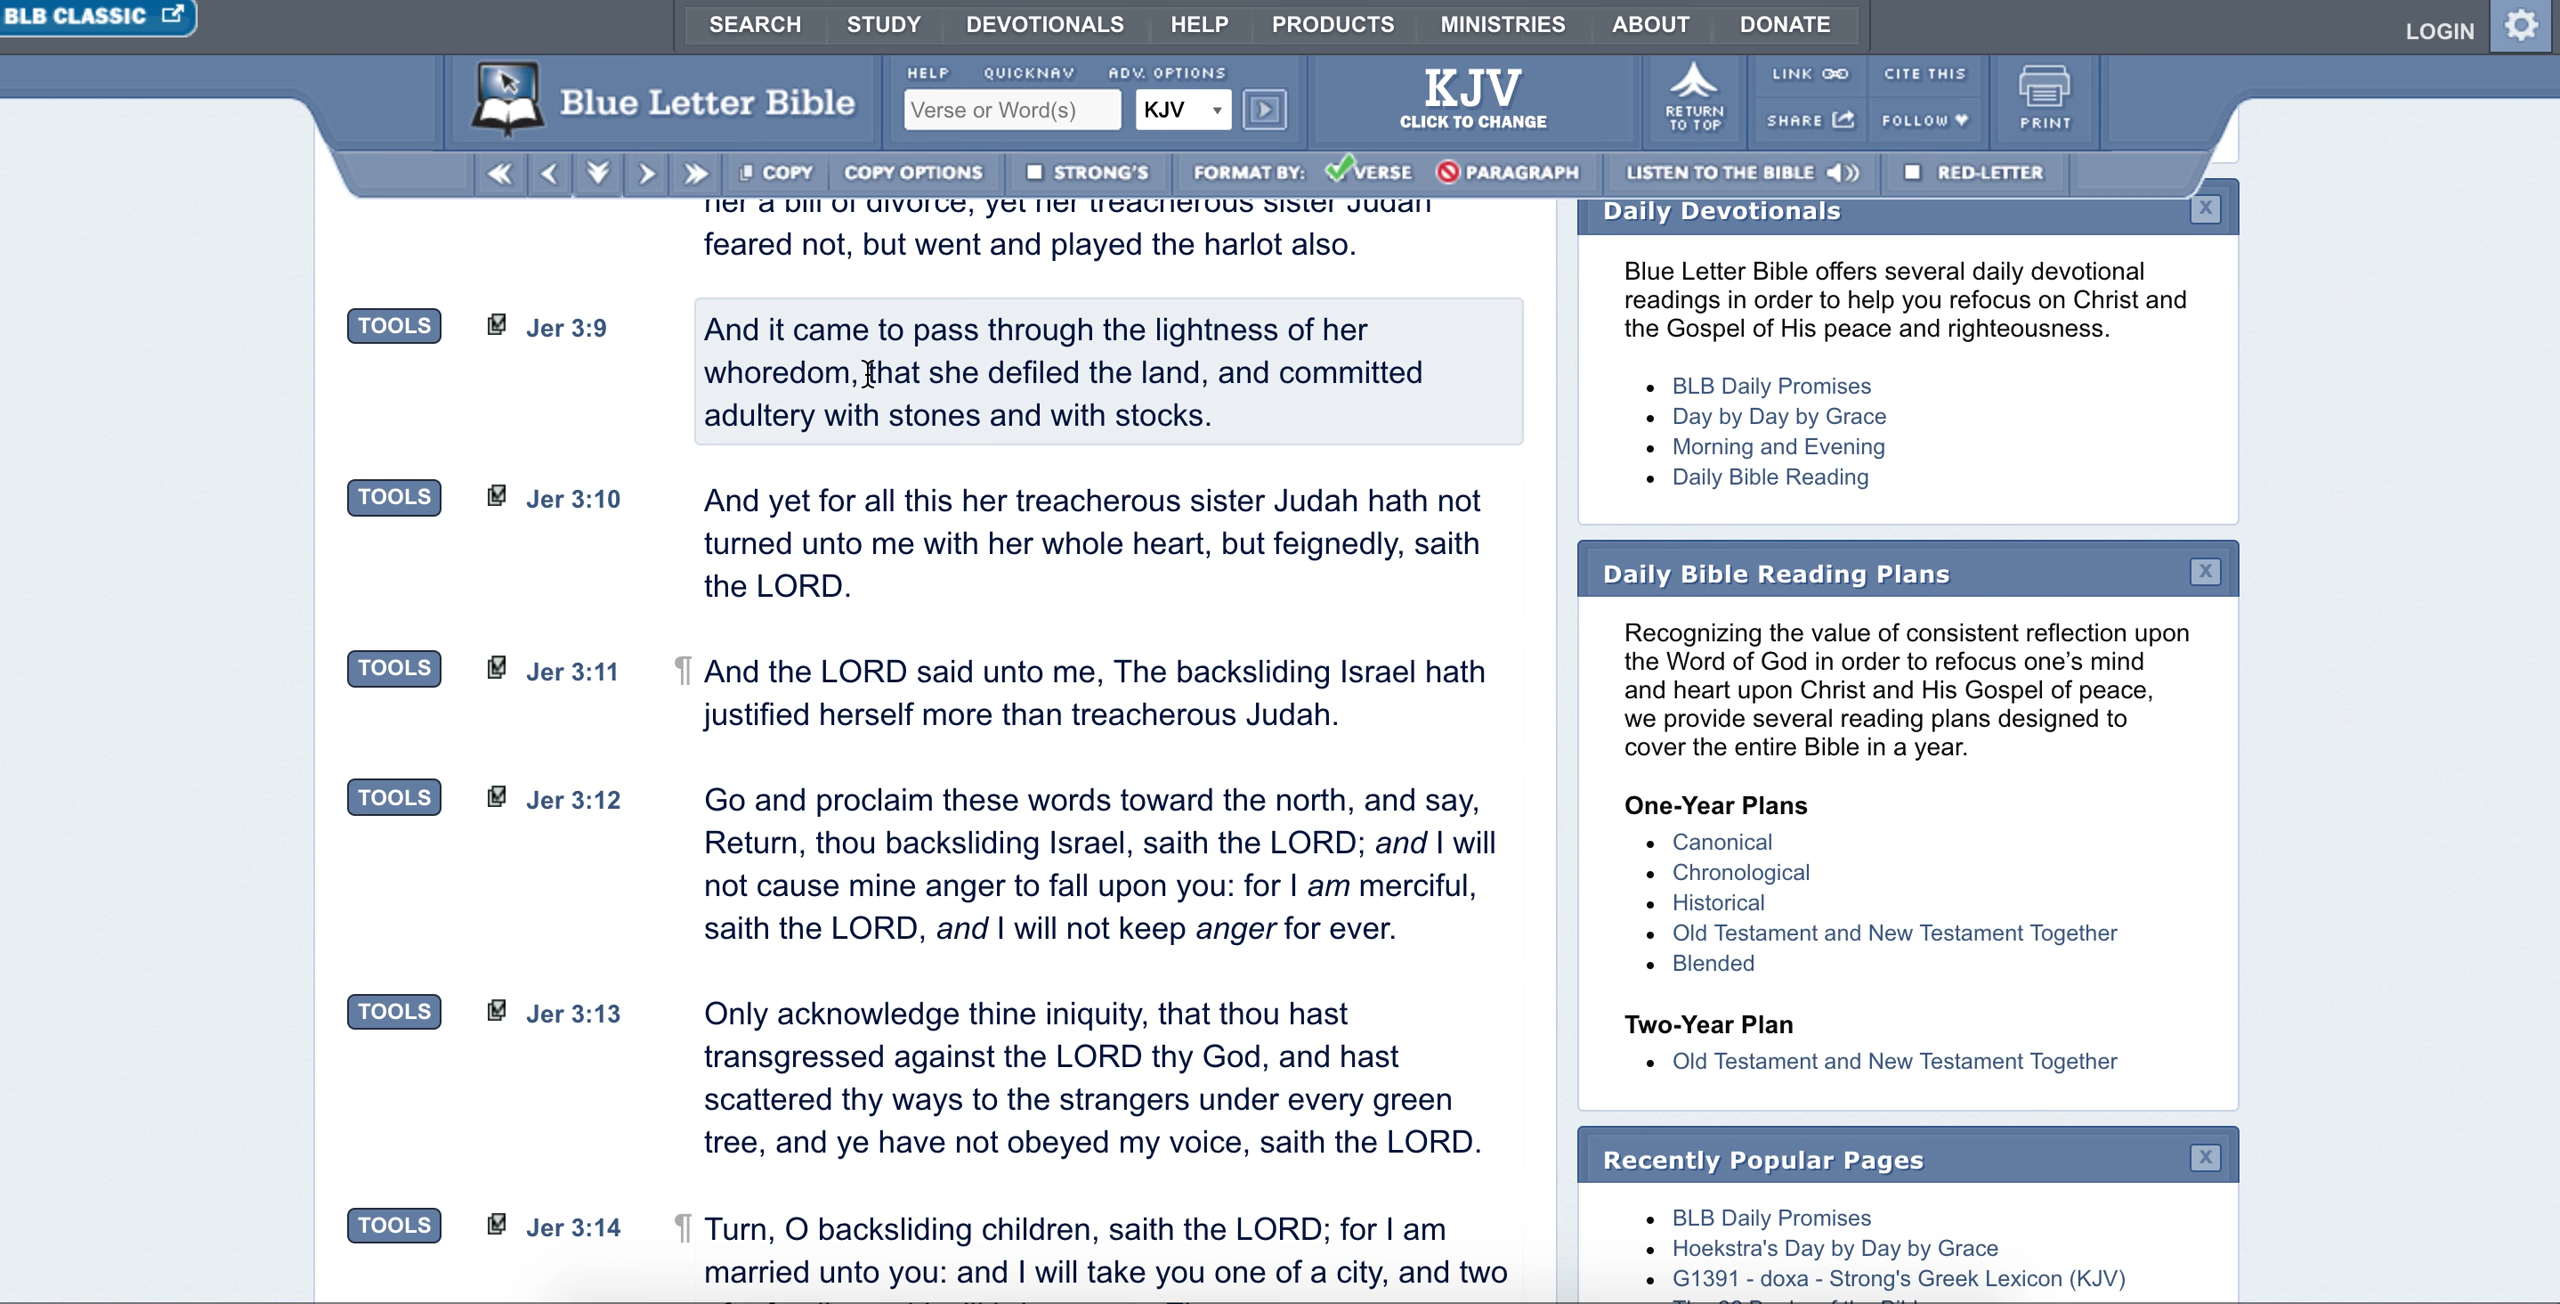 BLB CLASSIC
SEARCH STUDY DEVOTIONALS HELP PRODUCTS MINISTRIES ABOUT DONATE
LOGIN
Blue Letter Bible
HELP QUICKNAV ADV. OPTIONS
Verse or Word(s) KJV
KJV
CLICK TO CHANGE
RETURN
TO TOP
LINK CITE THIS
SHARE FOLLOW
PRINT
COPY COPY OPTIONS STRONG'S FORMAT BY: VERSE PARAGRAPH LISTEN TO THE BIBLE RED-LETTER
her a bill of divorce, yet her treacherous sister Judah
feared not, but went and played the harlot also.
TOOLS Jer 3:9 And it came to pass through the lightness of her
whoredom, that she defiled the land, and committed
adultery with stones and with stocks.
TOOLS Jer 3:10 And yet for all this her treacherous sister Judah hath not
turned unto me with her whole heart, but feignedly, saith
the LORD.
TOOLS Jer 3:11 ¶ And the LORD said unto me, The backsliding Israel hath
justified herself more than treacherous Judah.
TOOLS Jer 3:12 Go and proclaim these words toward the north, and say,
Return, thou backsliding Israel, saith the LORD; and I will
not cause mine anger to fall upon you: for I am merciful,
saith the LORD, and I will not keep anger for ever.
TOOLS Jer 3:13 Only acknowledge thine iniquity, that thou hast
transgressed against the LORD thy God, and hast
scattered thy ways to the strangers under every green
tree, and ye have not obeyed my voice, saith the LORD.
TOOLS Jer 3:14 ¶ Turn, O backsliding children, saith the LORD; for I am
married unto you: and I will take you one of a city, and two
Daily Devotionals X
Blue Letter Bible offers several daily devotional
readings in order to help you refocus on Christ and
the Gospel of His peace and righteousness.
• BLB Daily Promises
• Day by Day by Grace
• Morning and Evening
• Daily Bible Reading
Daily Bible Reading Plans X
Recognizing the value of consistent reflection upon
the Word of God in order to refocus one’s mind
and heart upon Christ and His Gospel of peace,
we provide several reading plans designed to
cover the entire Bible in a year.
One-Year Plans
• Canonical
• Chronological
• Historical
• Old Testament and New Testament Together
• Blended
Two-Year Plan
• Old Testament and New Testament Together
Recently Popular Pages X
• BLB Daily Promises
• Hoekstra's Day by Day by Grace
• G1391 - doxa - Strong's Greek Lexicon (KJV)